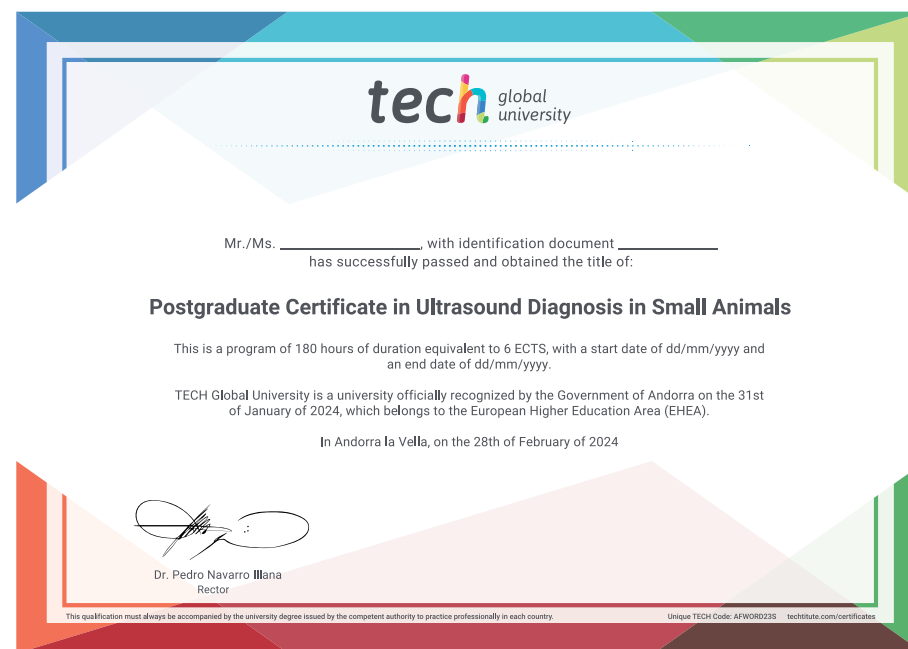 tech global university
Mr./Ms. ____________________, with identification document ______________
has successfully passed and obtained the title of:
Postgraduate Certificate in Ultrasound Diagnosis in Small Animals
This is a program of 180 hours of duration equivalent to 6 ECTS, with a start date of dd/mm/yyyy and
an end date of dd/mm/yyyy.
TECH Global University is a university officially recognized by the Government of Andorra on the 31st
of January of 2024, which belongs to the European Higher Education Area (EHEA).
In Andorra la Vella, on the 28th of February of 2024
Dr. Pedro Navarro Illana
Rector
This qualification must always be accompanied by the university degree issued by the competent authority to practice professionally in each country.
Unique TECH Code: AFWORD23S techtitute.com/certificates